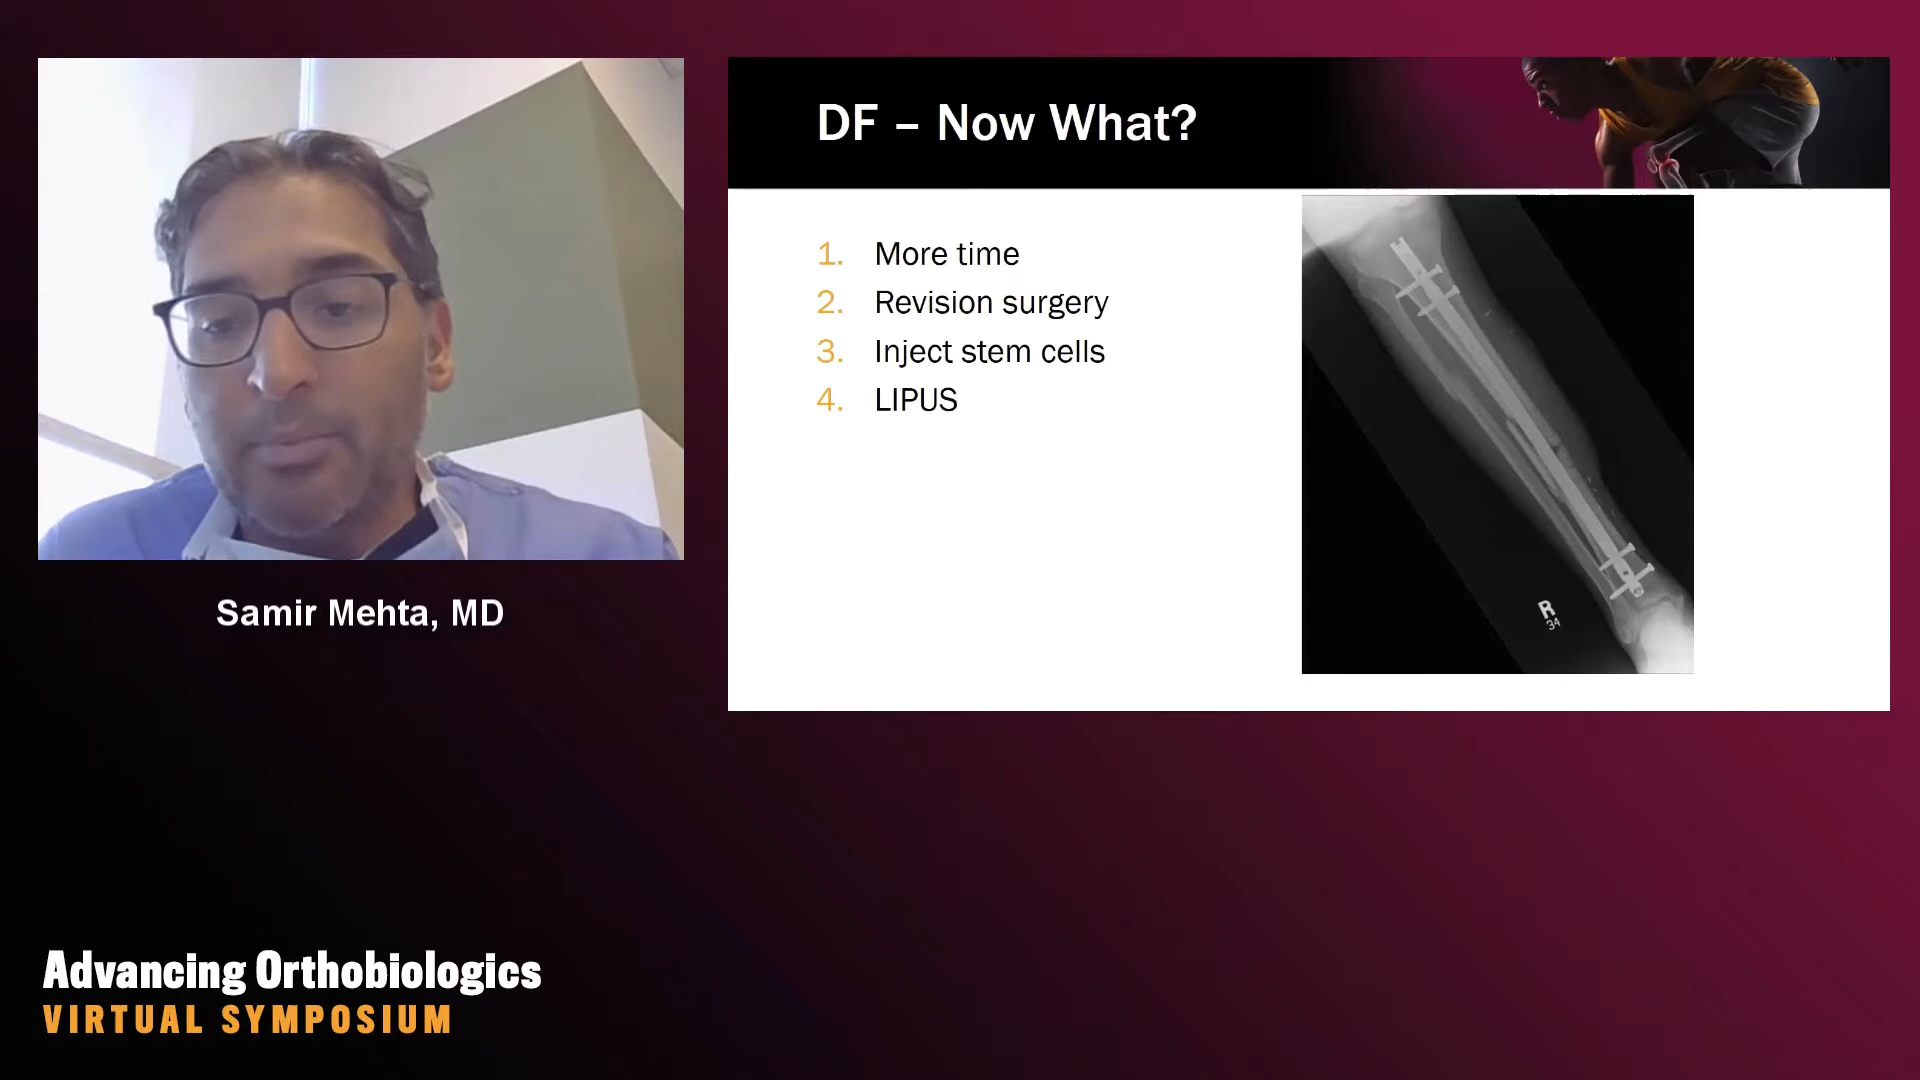 DF – Now What?
1. More time
2. Revision surgery
3. Inject stem cells
4. LIPUS
R
34
Samir Mehta, MD
Advancing Orthobiologics
VIRTUAL SYMPOSIUM